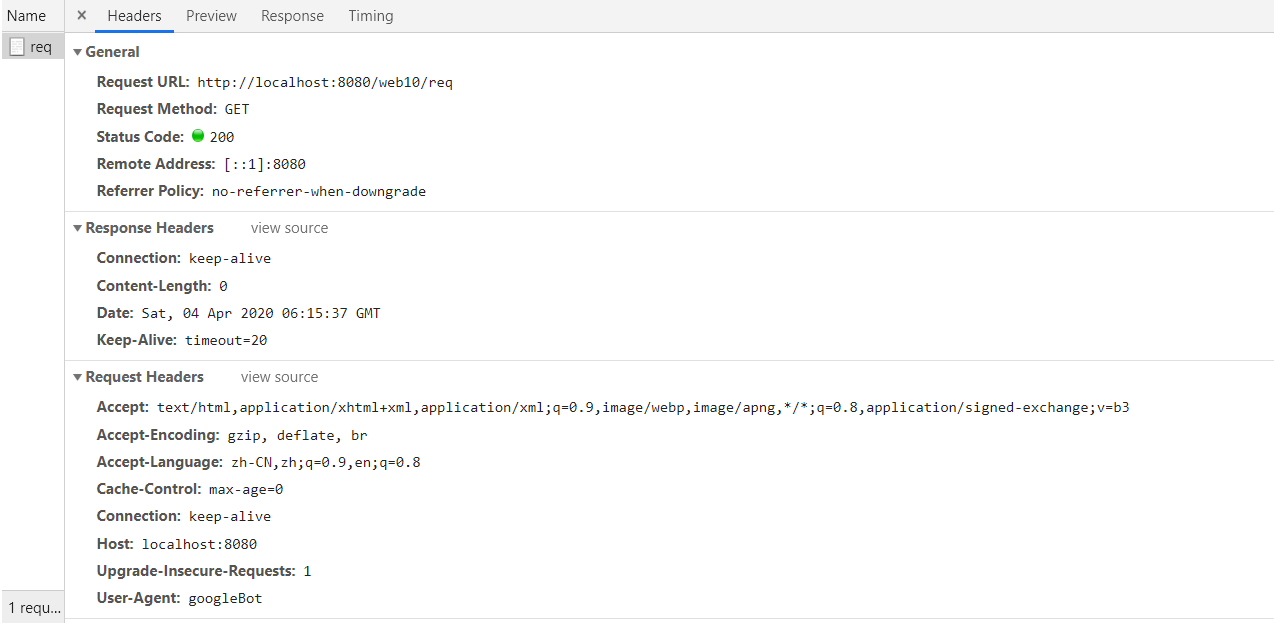 Name × Headers Preview Response Timing
req
General
Request URL: http://localhost:8080/web10/req
Request Method: GET
Status Code: 200
Remote Address: [::1]:8080
Referrer Policy: no-referrer-when-downgrade
Response Headers view source
Connection: keep-alive
Content-Length: 0
Date: Sat, 04 Apr 2020 06:15:37 GMT
Keep-Alive: timeout=20
Request Headers view source
Accept: text/html,application/xhtml+xml,application/xml;q=0.9,image/webp,image/apng,*/*;q=0.8,application/signed-exchange;v=b3
Accept-Encoding: gzip, deflate, br
Accept-Language: zh-CN,zh;q=0.9,en;q=0.8
Cache-Control: max-age=0
Connection: keep-alive
Host: localhost:8080
Upgrade-Insecure-Requests: 1
User-Agent: googleBot
1 requ...